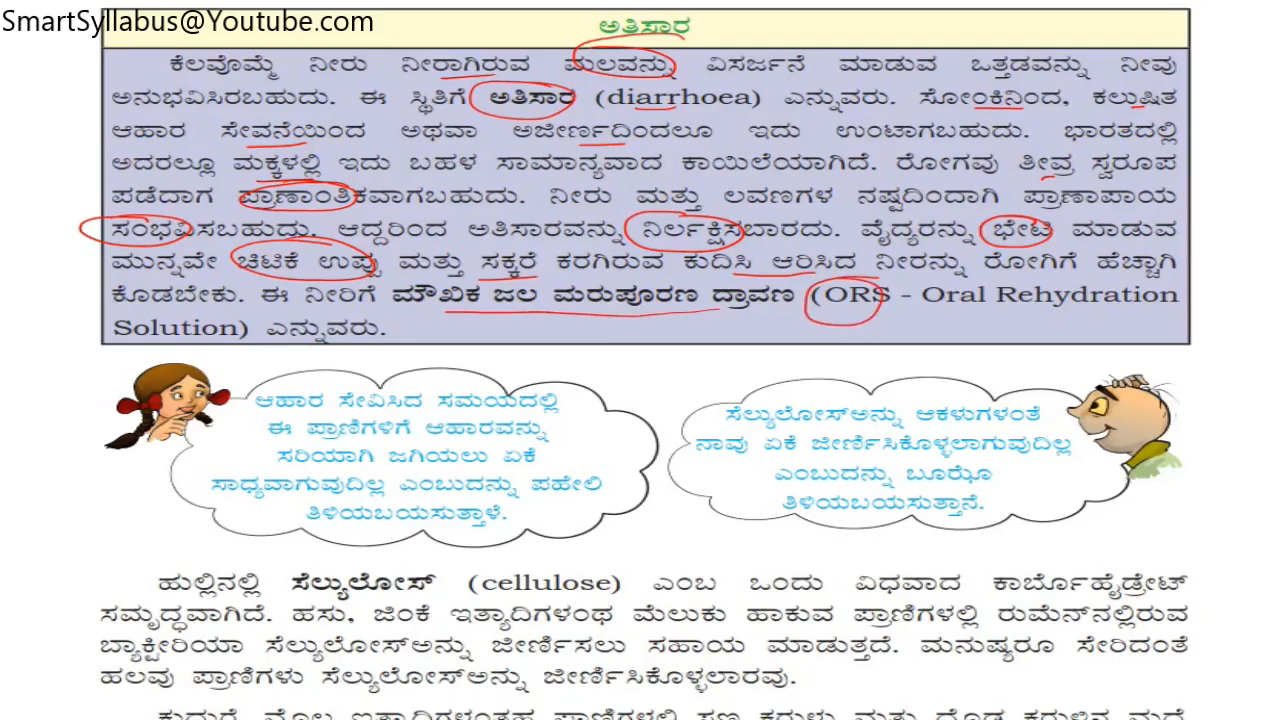 SmartSyllabus@Youtube.com
ಅತಿಸಾರ
ಕೆಲವೊಮ್ಮೆ ನೀರು ನೀರಾಗಿರುವ ಮಲವನ್ನು ವಿಸರ್ಜನೆ ಮಾಡುವ ಒತ್ತಡವನ್ನು ನೀವು
ಅನುಭವಿಸಿರಬಹುದು. ಈ ಸ್ಥಿತಿಗೆ ಅತಿಸಾರ (diarrhoea) ಎನ್ನುವರು. ಸೋಂಕಿನಿಂದ, ಕಲುಷಿತ
ಆಹಾರ ಸೇವನೆಯಿಂದ ಅಥವಾ ಅಜೀರ್ಣದಿಂದಲೂ ಇದು ಉಂಟಾಗಬಹುದು. ಭಾರತದಲ್ಲಿ
ಅದರಲ್ಲೂ ಮಕ್ಕಳಲ್ಲಿ ಇದು ಬಹಳ ಸಾಮಾನ್ಯವಾದ ಕಾಯಿಲೆಯಾಗಿದೆ. ರೋಗವು ತೀವ್ರ ಸ್ವರೂಪ
ಪಡೆದಾಗ ಪ್ರಾಣಾಂತಿಕವಾಗಬಹುದು. ನೀರು ಮತ್ತು ಲವಣಗಳ ನಷ್ಟದಿಂದಾಗಿ ಪ್ರಾಣಾಪಾಯ
ಸಂಭವಿಸಬಹುದು. ಆದ್ದರಿಂದ ಅತಿಸಾರವನ್ನು ನಿರ್ಲಕ್ಷಿಸಬಾರದು. ವೈದ್ಯರನ್ನು ಭೇಟಿ ಮಾಡುವ
ಮುನ್ನವೇ ಚಿಟಿಕೆ ಉಪ್ಪು ಮತ್ತು ಸಕ್ಕರೆ ಕರಗಿರುವ ಕುದಿಸಿ ಆರಿಸಿದ ನೀರನ್ನು ರೋಗಿಗೆ ಹೆಚ್ಚಾಗಿ
ಕೊಡಬೇಕು. ಈ ನೀರಿಗೆ ಮೌಖಿಕ ಜಲ ಮರುಪೂರಣ ದ್ರಾವಣ (ORS - Oral Rehydration
Solution) ಎನ್ನುವರು.
ಆಹಾರ ಸೇವಿಸಿದ ಸಮಯದಲ್ಲಿ
ಈ ಪ್ರಾಣಿಗಳಿಗೆ ಆಹಾರವನ್ನು
ಸರಿಯಾಗಿ ಜಗಿಯಲು ಏಕೆ
ಸಾಧ್ಯವಾಗುವುದಿಲ್ಲ ಎಂಬುದನ್ನು ಪಹೇಲಿ
ತಿಳಿಯಬಯಸುತ್ತಾಳೆ.
ಸೆಲ್ಯುಲೋಸ್‌ಅನ್ನು ಆಕಳುಗಳಂತೆ
ನಾವು ಏಕೆ ಜೀರ್ಣಿಸಿಕೊಳ್ಳಲಾಗುವುದಿಲ್ಲ
ಎಂಬುದನ್ನು ಬೂಝೊ
ತಿಳಿಯಬಯಸುತ್ತಾನೆ.
ಹುಲ್ಲಿನಲ್ಲಿ ಸೆಲ್ಯುಲೋಸ್ (cellulose) ಎಂಬ ಒಂದು ವಿಧವಾದ ಕಾರ್ಬೊಹೈಡ್ರೇಟ್
ಸಮೃದ್ಧವಾಗಿದೆ. ಹಸು, ಜಿಂಕೆ ಇತ್ಯಾದಿಗಳಂಥ ಮೆಲುಕು ಹಾಕುವ ಪ್ರಾಣಿಗಳಲ್ಲಿ ರುಮೆನ್‌ನಲ್ಲಿರುವ
ಬ್ಯಾಕ್ಟೀರಿಯಾ ಸೆಲ್ಯುಲೋಸ್‌ಅನ್ನು ಜೀರ್ಣಿಸಲು ಸಹಾಯ ಮಾಡುತ್ತದೆ. ಮನುಷ್ಯರೂ ಸೇರಿದಂತೆ
ಹಲವು ಪ್ರಾಣಿಗಳು ಸೆಲ್ಯುಲೋಸ್‌ಅನ್ನು ಜೀರ್ಣಿಸಿಕೊಳ್ಳಲಾರವು.